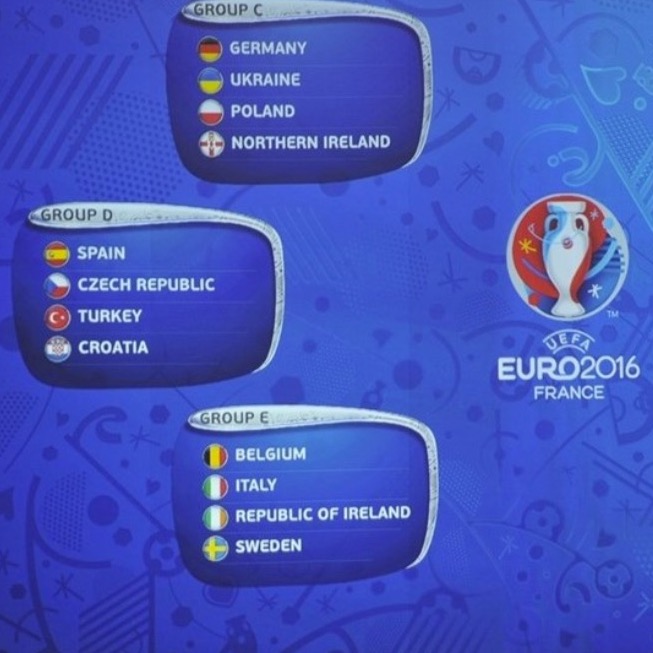 GROUP C
GERMANY
UKRAINE
POLAND
NORTHERN IRELAND
GROUP D
SPAIN
CZECH REPUBLIC
TURKEY
CROATIA
TM
UEFA
EURO2016
FRANCE
GROUP E
BELGIUM
ITALY
REPUBLIC OF IRELAND
SWEDEN